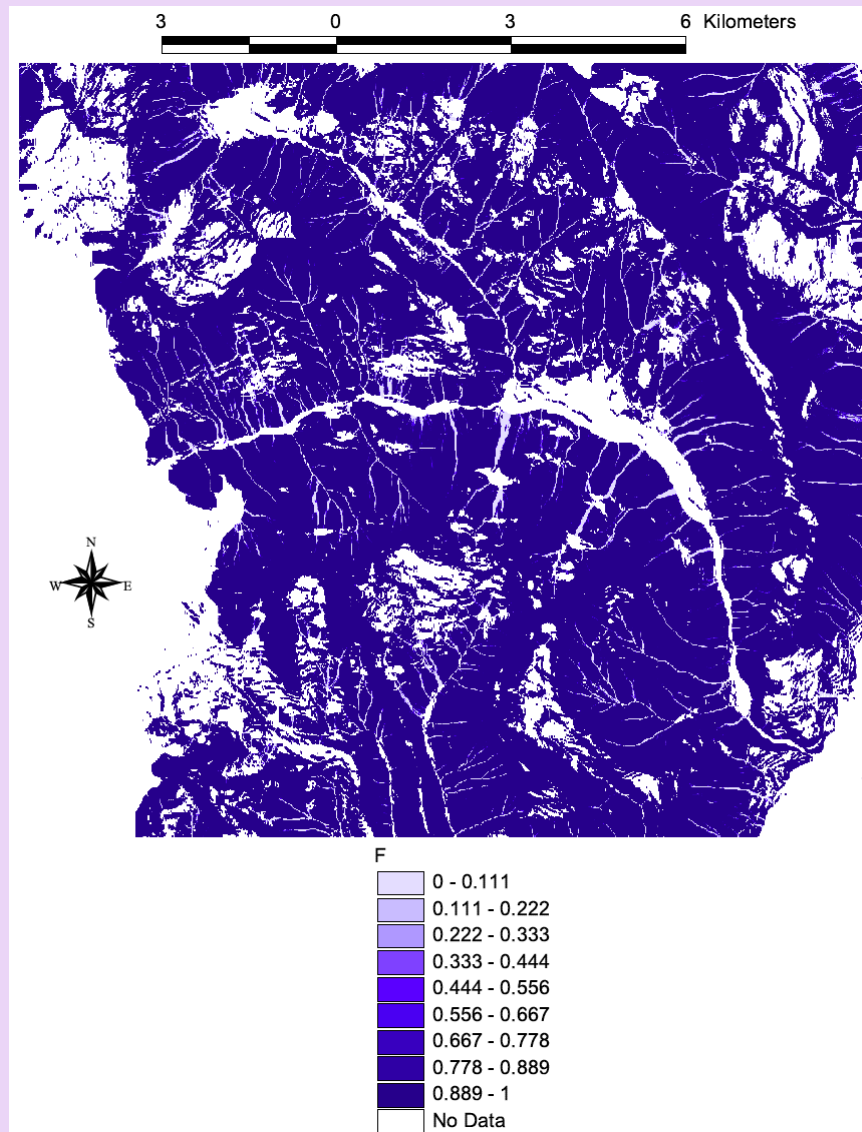 3 0 3 6 Kilometers
N
W E
S
F
0 - 0.111
0.111 - 0.222
0.222 - 0.333
0.333 - 0.444
0.444 - 0.556
0.556 - 0.667
0.667 - 0.778
0.778 - 0.889
0.889 - 1
No Data